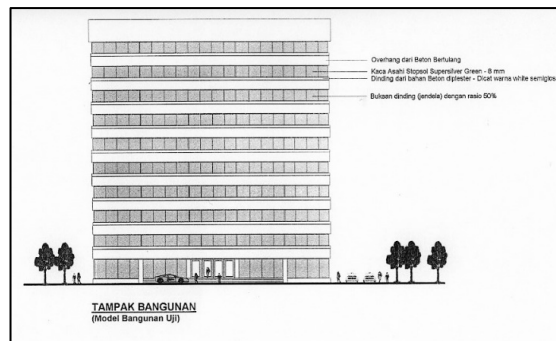 Overhang dari Beton Bertulang
Kaca Asahi Stopsol Supersilver Green - 8 mm
Dinding dari bahan Beton diplester - Dicat warna white semiglos
Bukaan dinding (jendela) dengan rasio 50%
TAMPAK BANGUNAN
(Model Bangunan Uji)